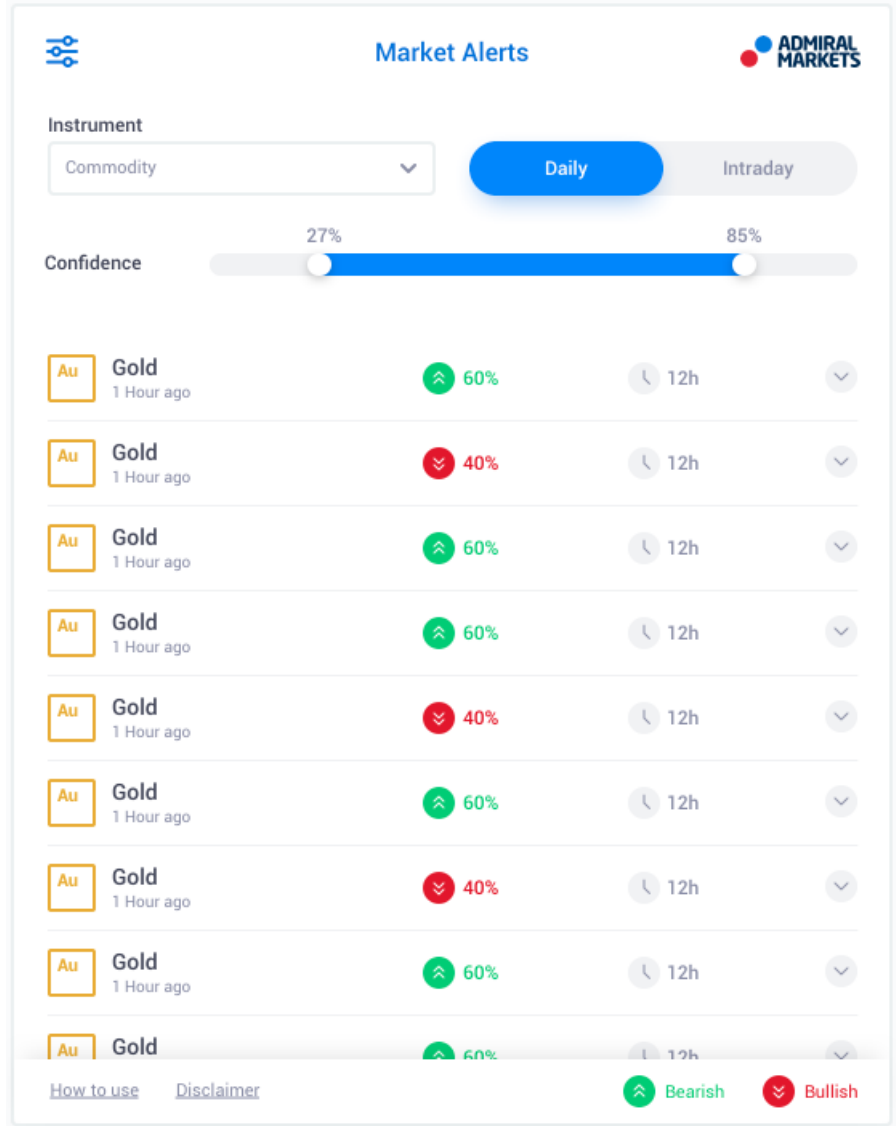 Market Alerts
ADMIRAL
MARKETS
Instrument
Commodity
Daily
Intraday
27%
85%
Confidence
Au
Gold
1 Hour ago
60%
12h
Au
Gold
1 Hour ago
40%
12h
Au
Gold
1 Hour ago
60%
12h
Au
Gold
1 Hour ago
60%
12h
Au
Gold
1 Hour ago
40%
12h
Au
Gold
1 Hour ago
60%
12h
Au
Gold
1 Hour ago
40%
12h
Au
Gold
1 Hour ago
60%
12h
Au
Gold
60%
12h
How to use
Disclaimer
Bearish
Bullish